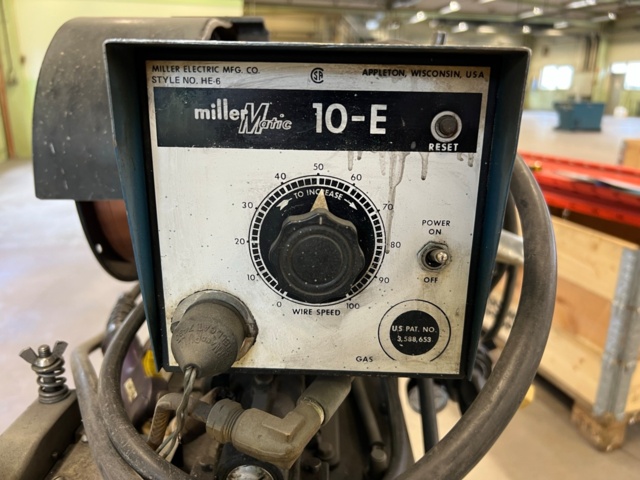 MILLER ELECTRIC MFG. CO.
STYLE NO. HE-6
APPLETON, WISCONSIN, U.S.A.
millerMatic 10-E
RESET
TO INCREASE
0 10 20 30 40 50 60 70 80 90 100
WIRE SPEED
POWER
ON
OFF
GAS
U.S PAT. NO.
3,588,653